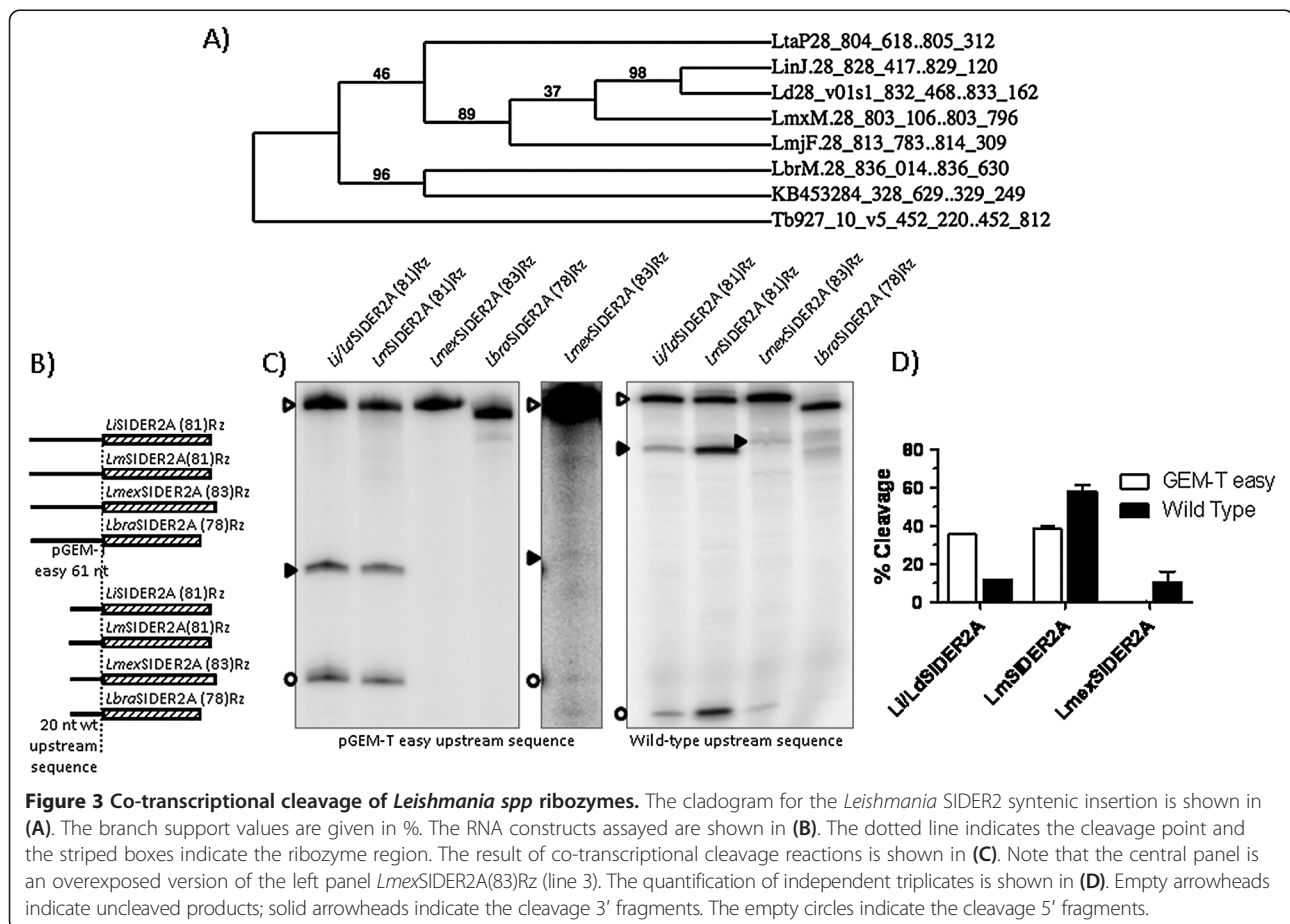 A)
46
98
37
89
96
LtaP28_804_618..805_312
LinJ.28_828_417..829_120
Ld28_v01s1_832_468..833_162
LmxM.28_803_106..803_796
LmjF.28_813_783..814_309
LbrM.28_836_014..836_630
KB453284_328_629..329_249
Tb927_10_v5_452_220..452_812
B)
LiSIDER2A(81)Rz
LmSIDER2A(81)Rz
LmexSIDER2A(83)Rz
LbraSIDER2A(78)Rz
pGEM-T
easy 61 nt
LiSIDER2A(81)Rz
LmSIDER2A(81)Rz
LmexSIDER2A(83)Rz
LbraSIDER2A(78)Rz
20 nt wt
upstream
sequence
C)
Li/LdSIDER2A(81)Rz
LmSIDER2A(81)Rz
LmexSIDER2A(83)Rz
LbraSIDER2A(78)Rz
LmexSIDER2A(83)Rz
Li/LdSIDER2A(81)Rz
LmSIDER2A(81)Rz
LmexSIDER2A(83)Rz
LbraSIDER2A(78)Rz
pGEM-T easy upstream sequence
Wild-type upstream sequence
D)
% Cleavage
80
60
40
20
0
GEM-T easy
Wild Type
Li/LdSIDER2A
LmSIDER2A
LmexSIDER2A
Figure 3 Co-transcriptional cleavage of Leishmania spp ribozymes. The cladogram for the Leishmania SIDER2 syntenic insertion is shown in
(A). The branch support values are given in %. The RNA constructs assayed are shown in (B). The dotted line indicates the cleavage point and
the striped boxes indicate the ribozyme region. The result of co-transcriptional cleavage reactions is shown in (C). Note that the central panel is
an overexposed version of the left panel LmexSIDER2A(83)Rz (line 3). The quantification of independent triplicates is shown in (D). Empty arrowheads
indicate uncleaved products; solid arrowheads indicate the cleavage 3′ fragments. The empty circles indicate the cleavage 5′ fragments.